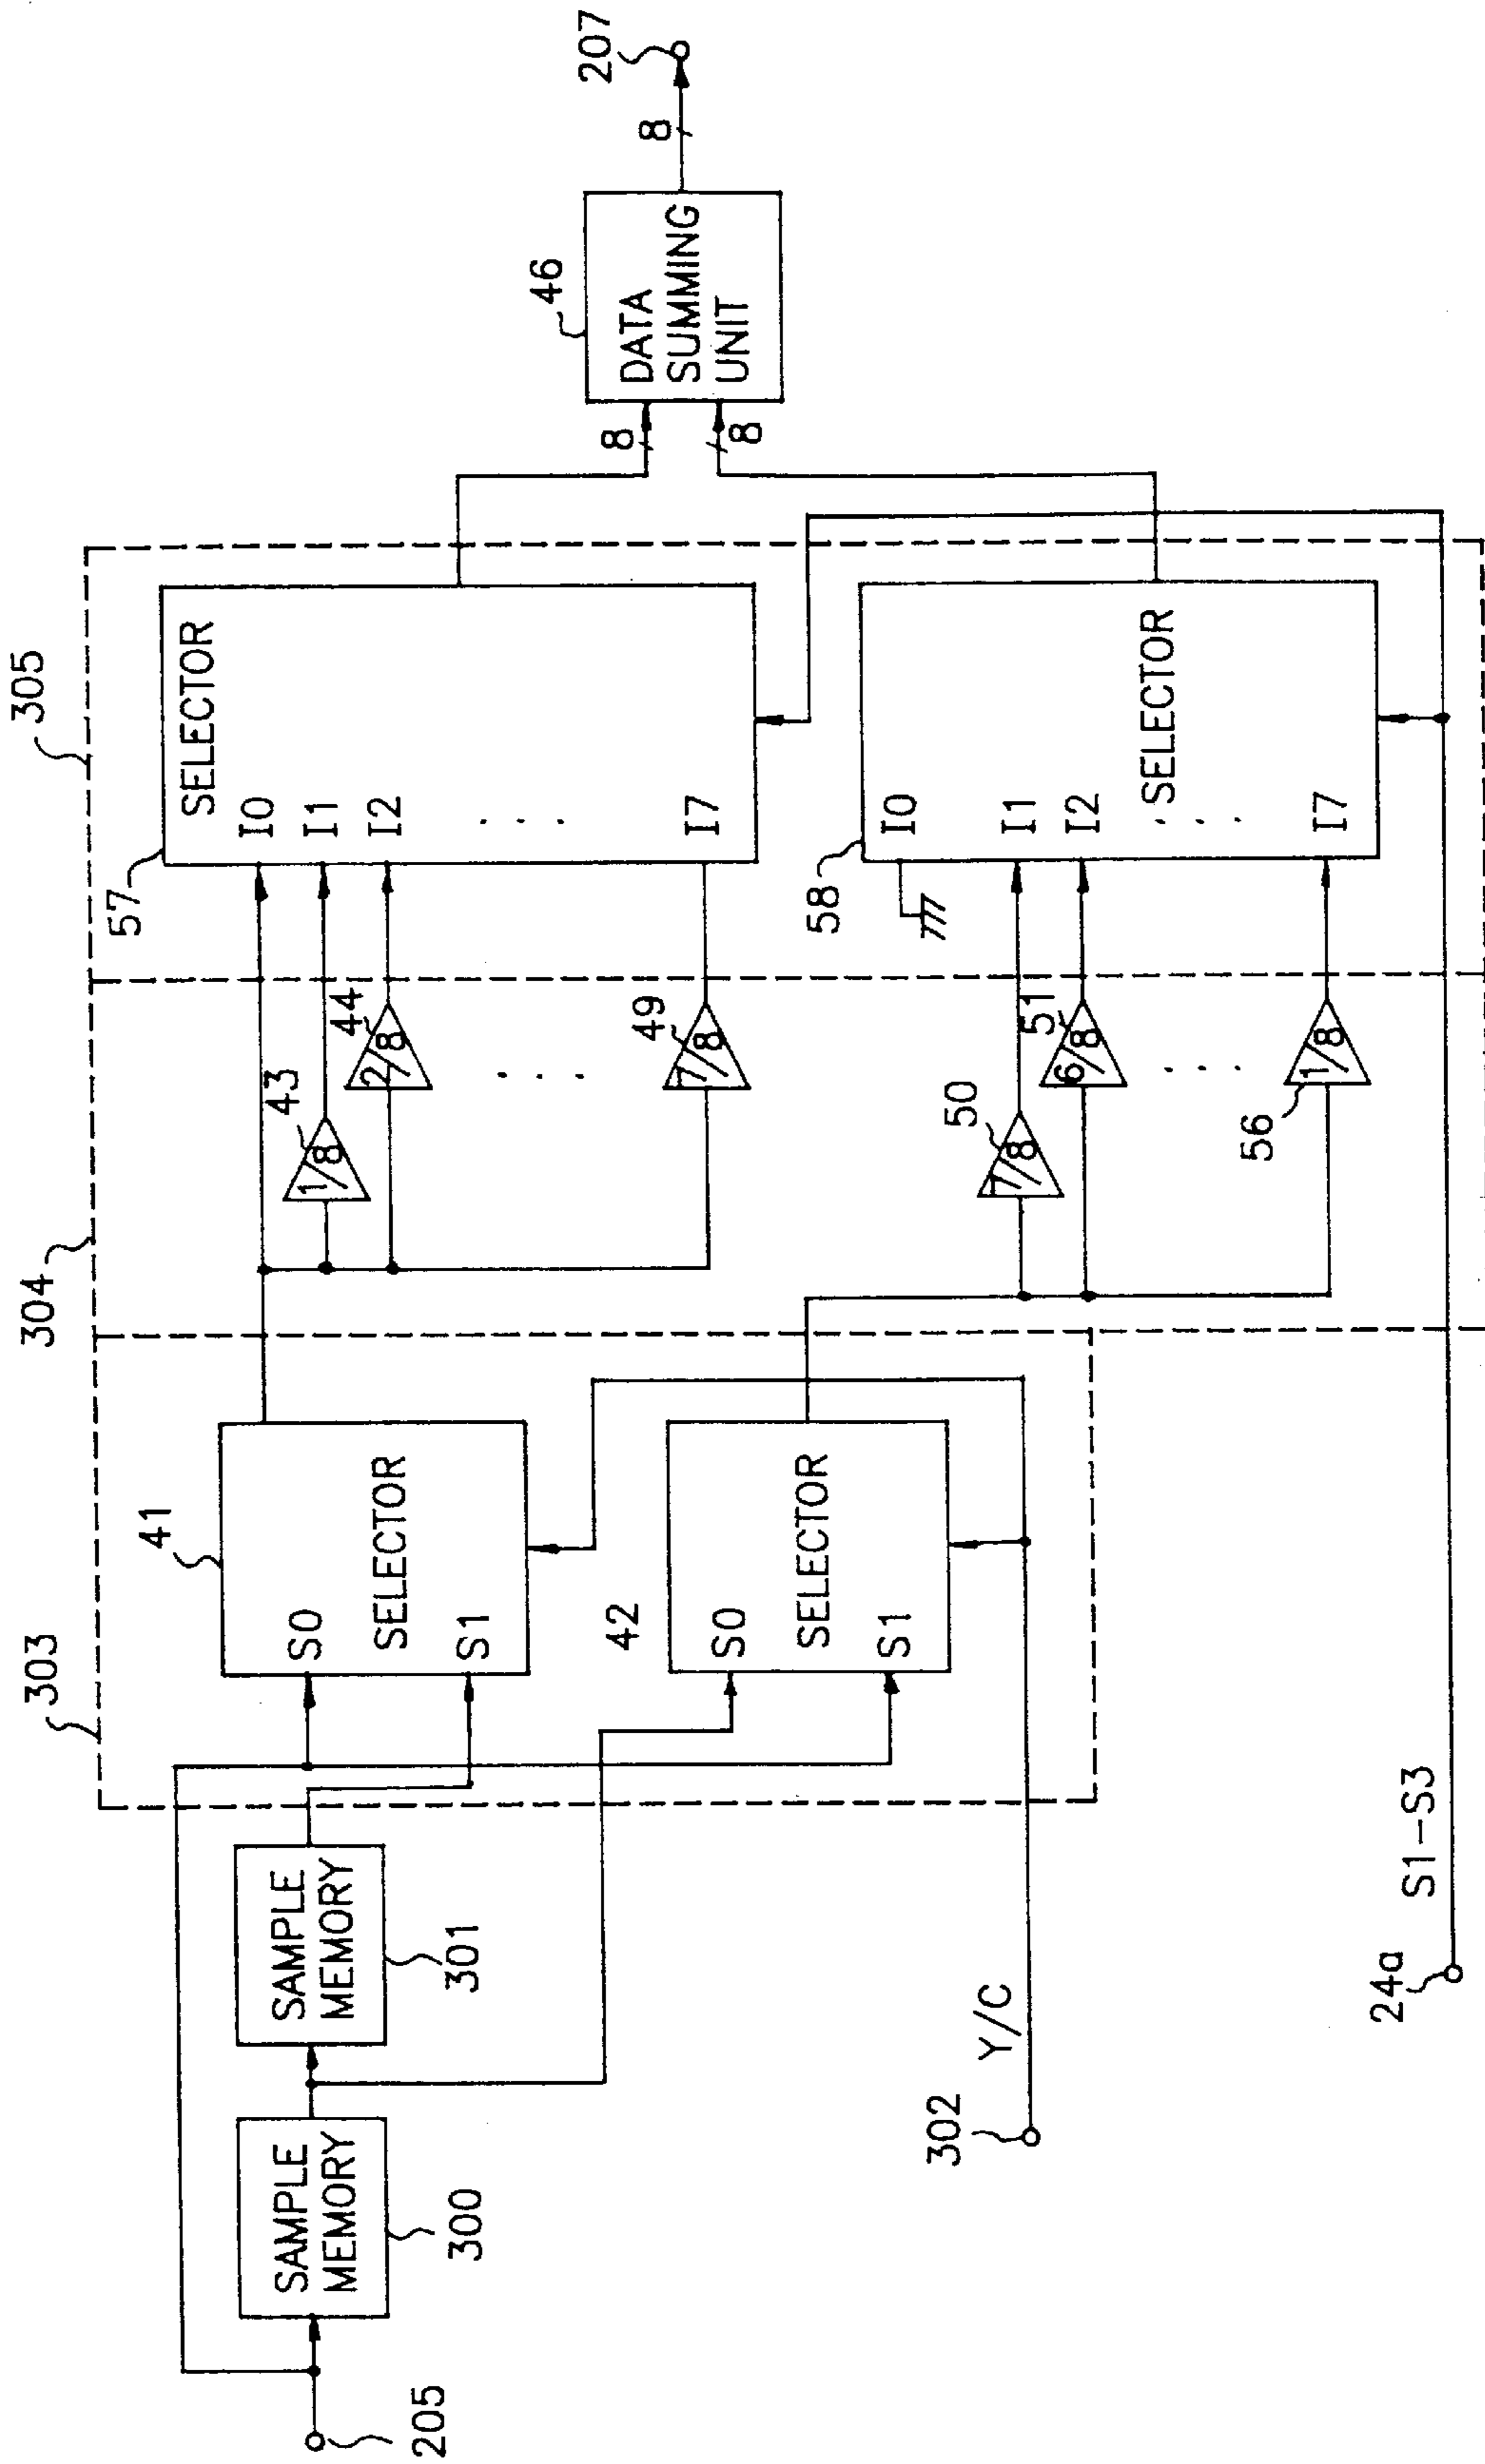 303
304
305
205
SAMPLE
MEMORY
300
SAMPLE
MEMORY
301
41
S0
SELECTOR
S1
42
S0
SELECTOR
S1
302
Y/C
24a
S1-S3
43
1/8
44
2/8
. . .
49
7/8
50
7/8
51
6/8
. . .
56
1/8
57
SELECTOR
I0
I1
I2
. . .
I7
58
I0
I1
I2
SELECTOR
. . .
I7
8
8
46
DATA
SUMMING
UNIT
8
207